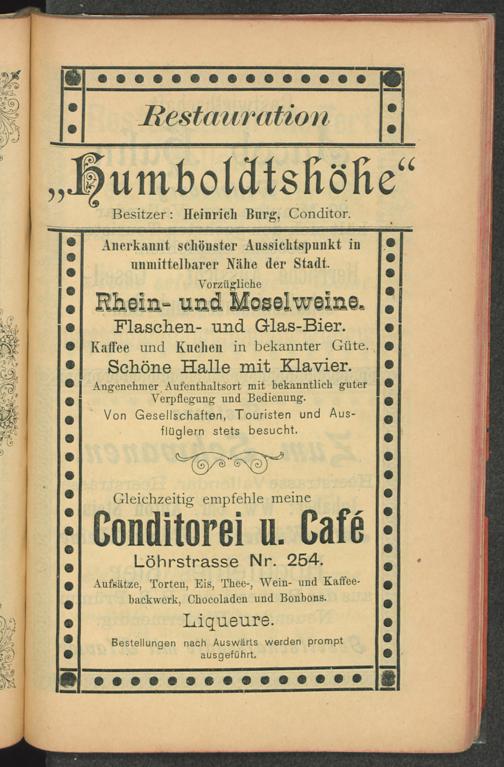 Restauration
„Humboldtshöhe“
Besitzer: Heinrich Burg, Conditor.
Anerkannt schönster Aussichtspunkt in
unmittelbarer Nähe der Stadt.
Vorzügliche
Rhein- und Moselweine.
Flaschen- und Glas-Bier.
Kaffee und Kuchen in bekannter Güte.
Schöne Halle mit Klavier.
Angenehmer Aufenthaltsort mit bekanntlich guter
Verpflegung und Bedienung.
Von Gesellschaften, Touristen und Aus-
flüglern stets besucht.
Gleichzeitig empfehle meine
Conditorei u. Café
Löhrstrasse Nr. 254.
Aufsätze, Torten, Eis, Thee-, Wein- und Kaffee-
backwerk, Chocoladen und Bonbons.
Liqueure.
Bestellungen nach Auswärts werden prompt
ausgeführt.